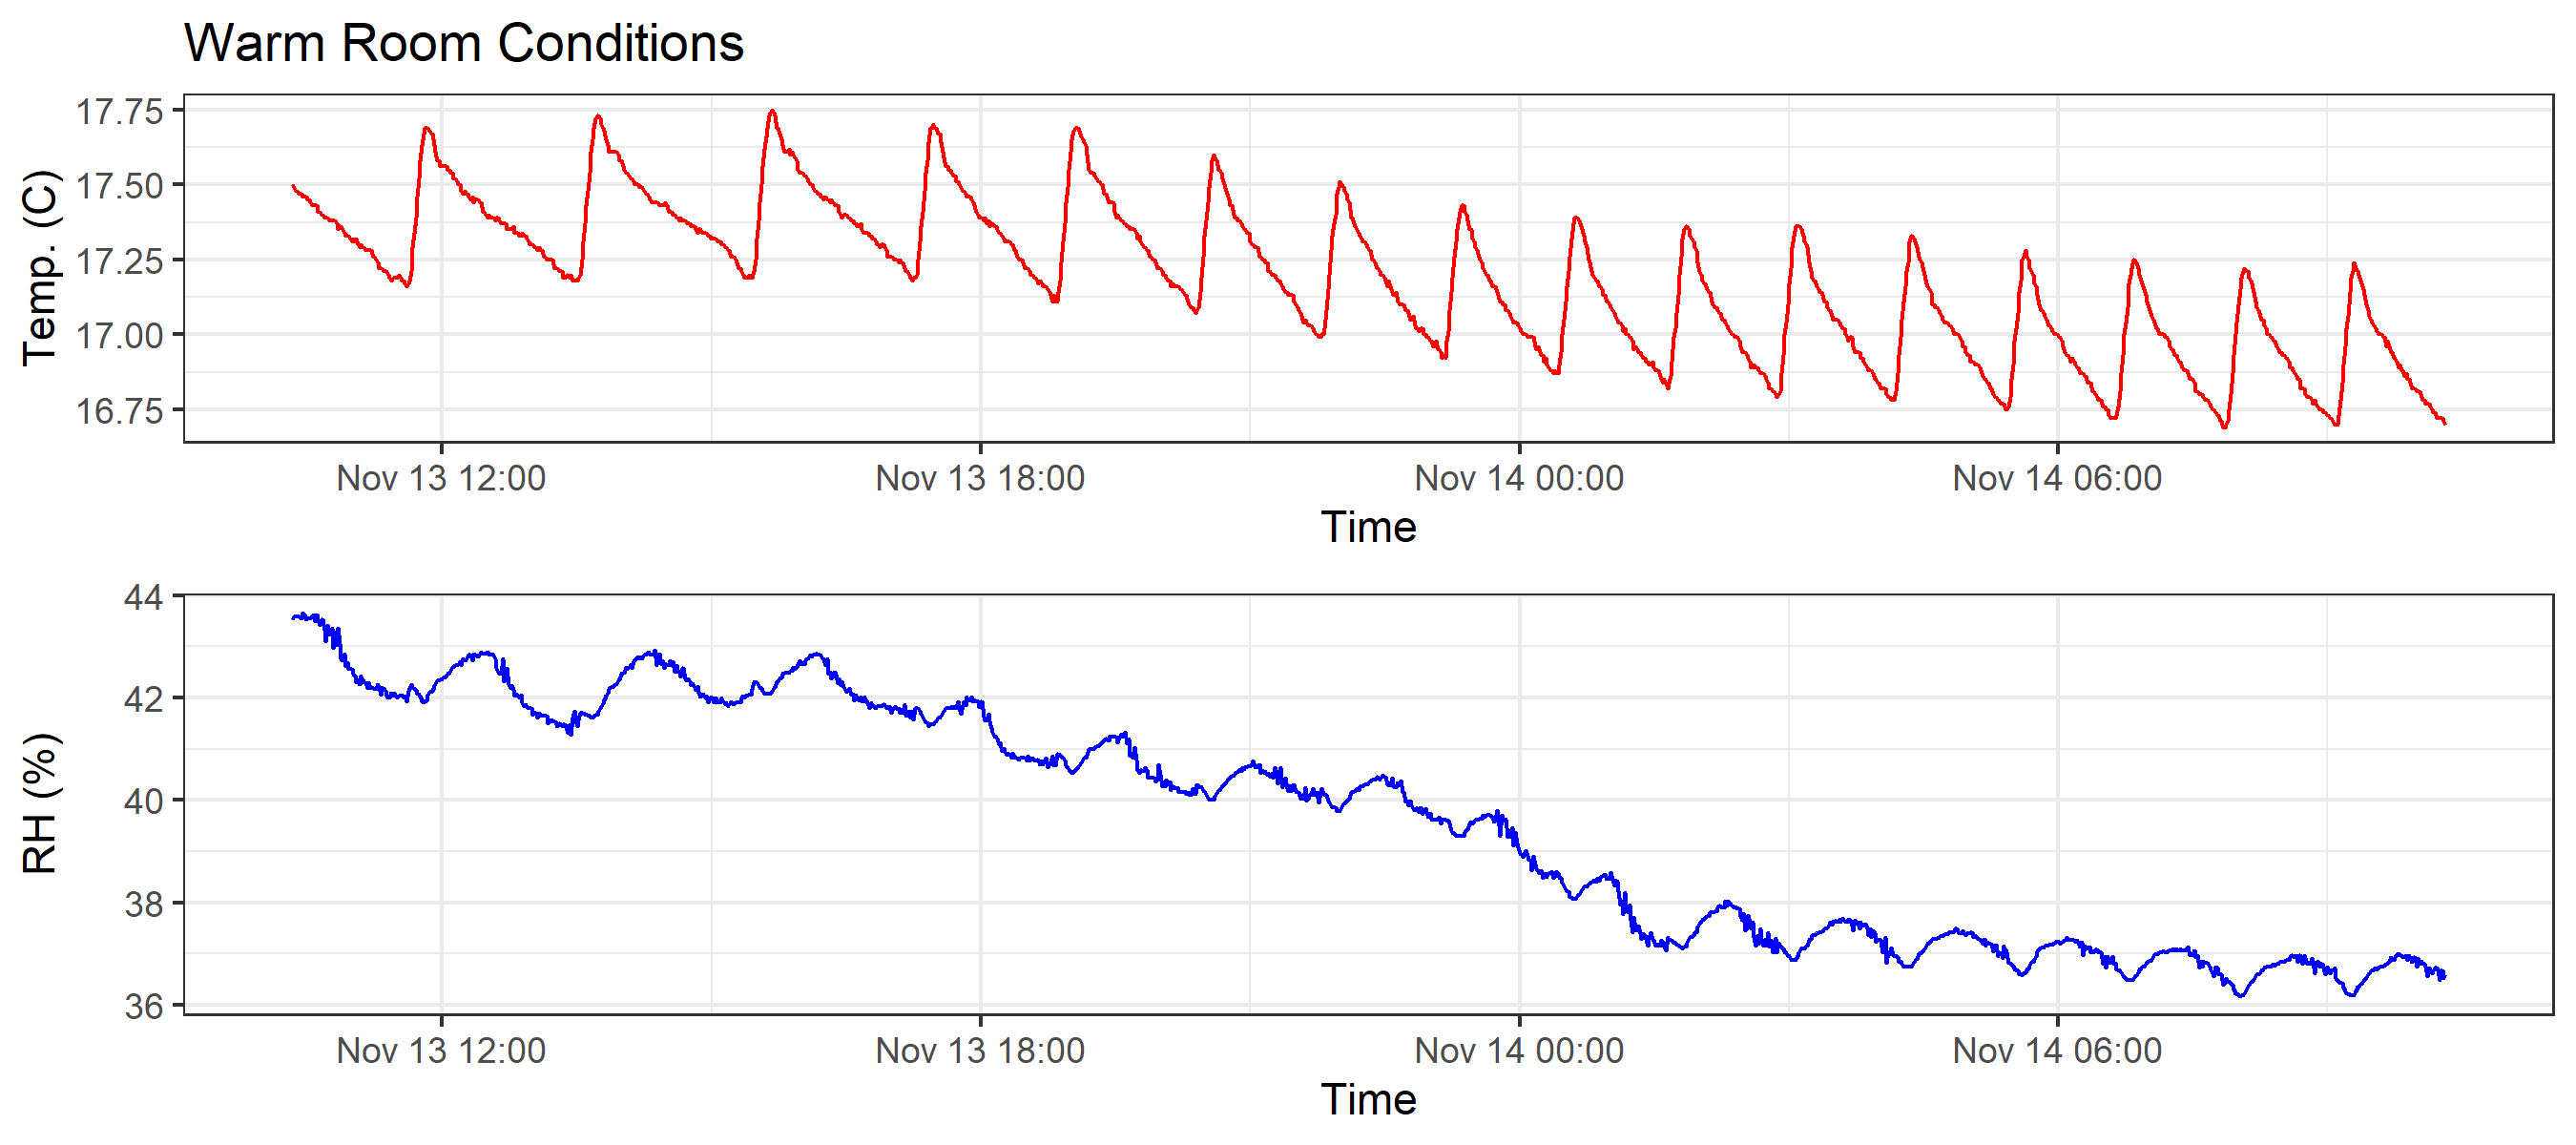 Warm Room Conditions
Temp. (C)
17.75
17.50
17.25
17.00
16.75
Nov 13 12:00 Nov 13 18:00 Nov 14 00:00 Nov 14 06:00
Time
RH (%)
44
42
40
38
36
Nov 13 12:00 Nov 13 18:00 Nov 14 00:00 Nov 14 06:00
Time